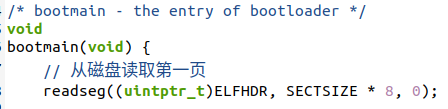 /* bootmain - the entry of bootloader */
void
bootmain(void) {
    // 从磁盘读取第一页
    readseg((uintptr_t)ELFHDR, SECTSIZE * 8, 0);